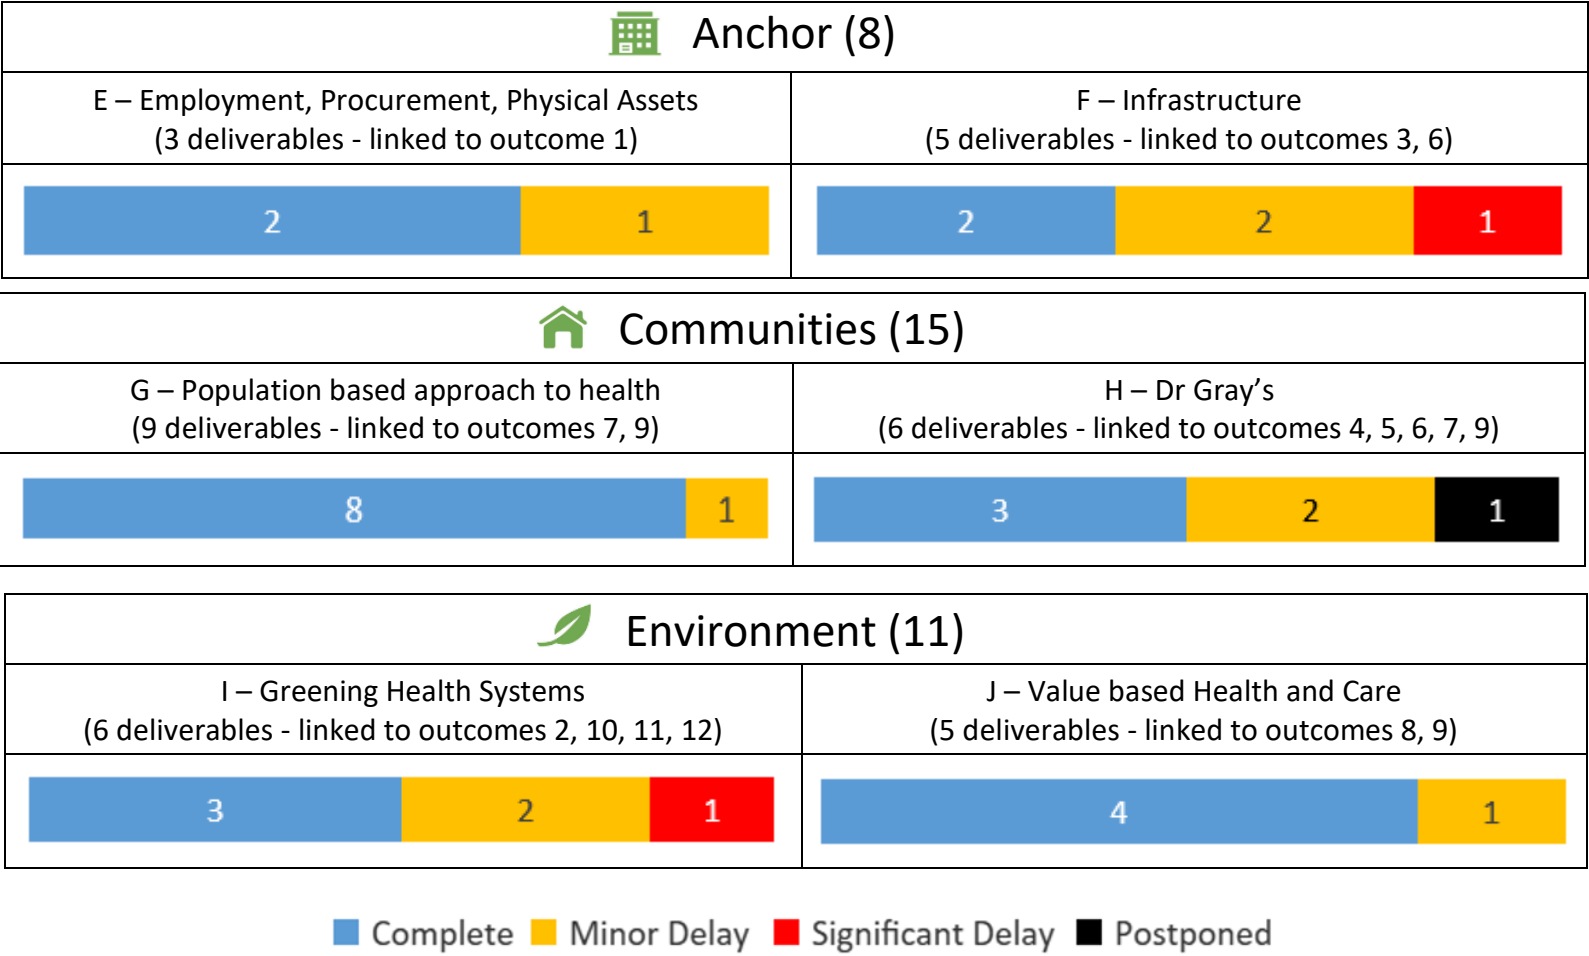 Anchor (8)
E – Employment, Procurement, Physical Assets
(3 deliverables - linked to outcome 1)
F – Infrastructure
(5 deliverables - linked to outcomes 3, 6)
2 1
2 2 1
Communities (15)
G – Population based approach to health
(9 deliverables - linked to outcomes 7, 9)
H – Dr Gray’s
(6 deliverables - linked to outcomes 4, 5, 6, 7, 9)
8 1
3 2 1
Environment (11)
I – Greening Health Systems
(6 deliverables - linked to outcomes 2, 10, 11, 12)
J – Value based Health and Care
(5 deliverables - linked to outcomes 8, 9)
3 2 1
4 1
Complete Minor Delay Significant Delay Postponed